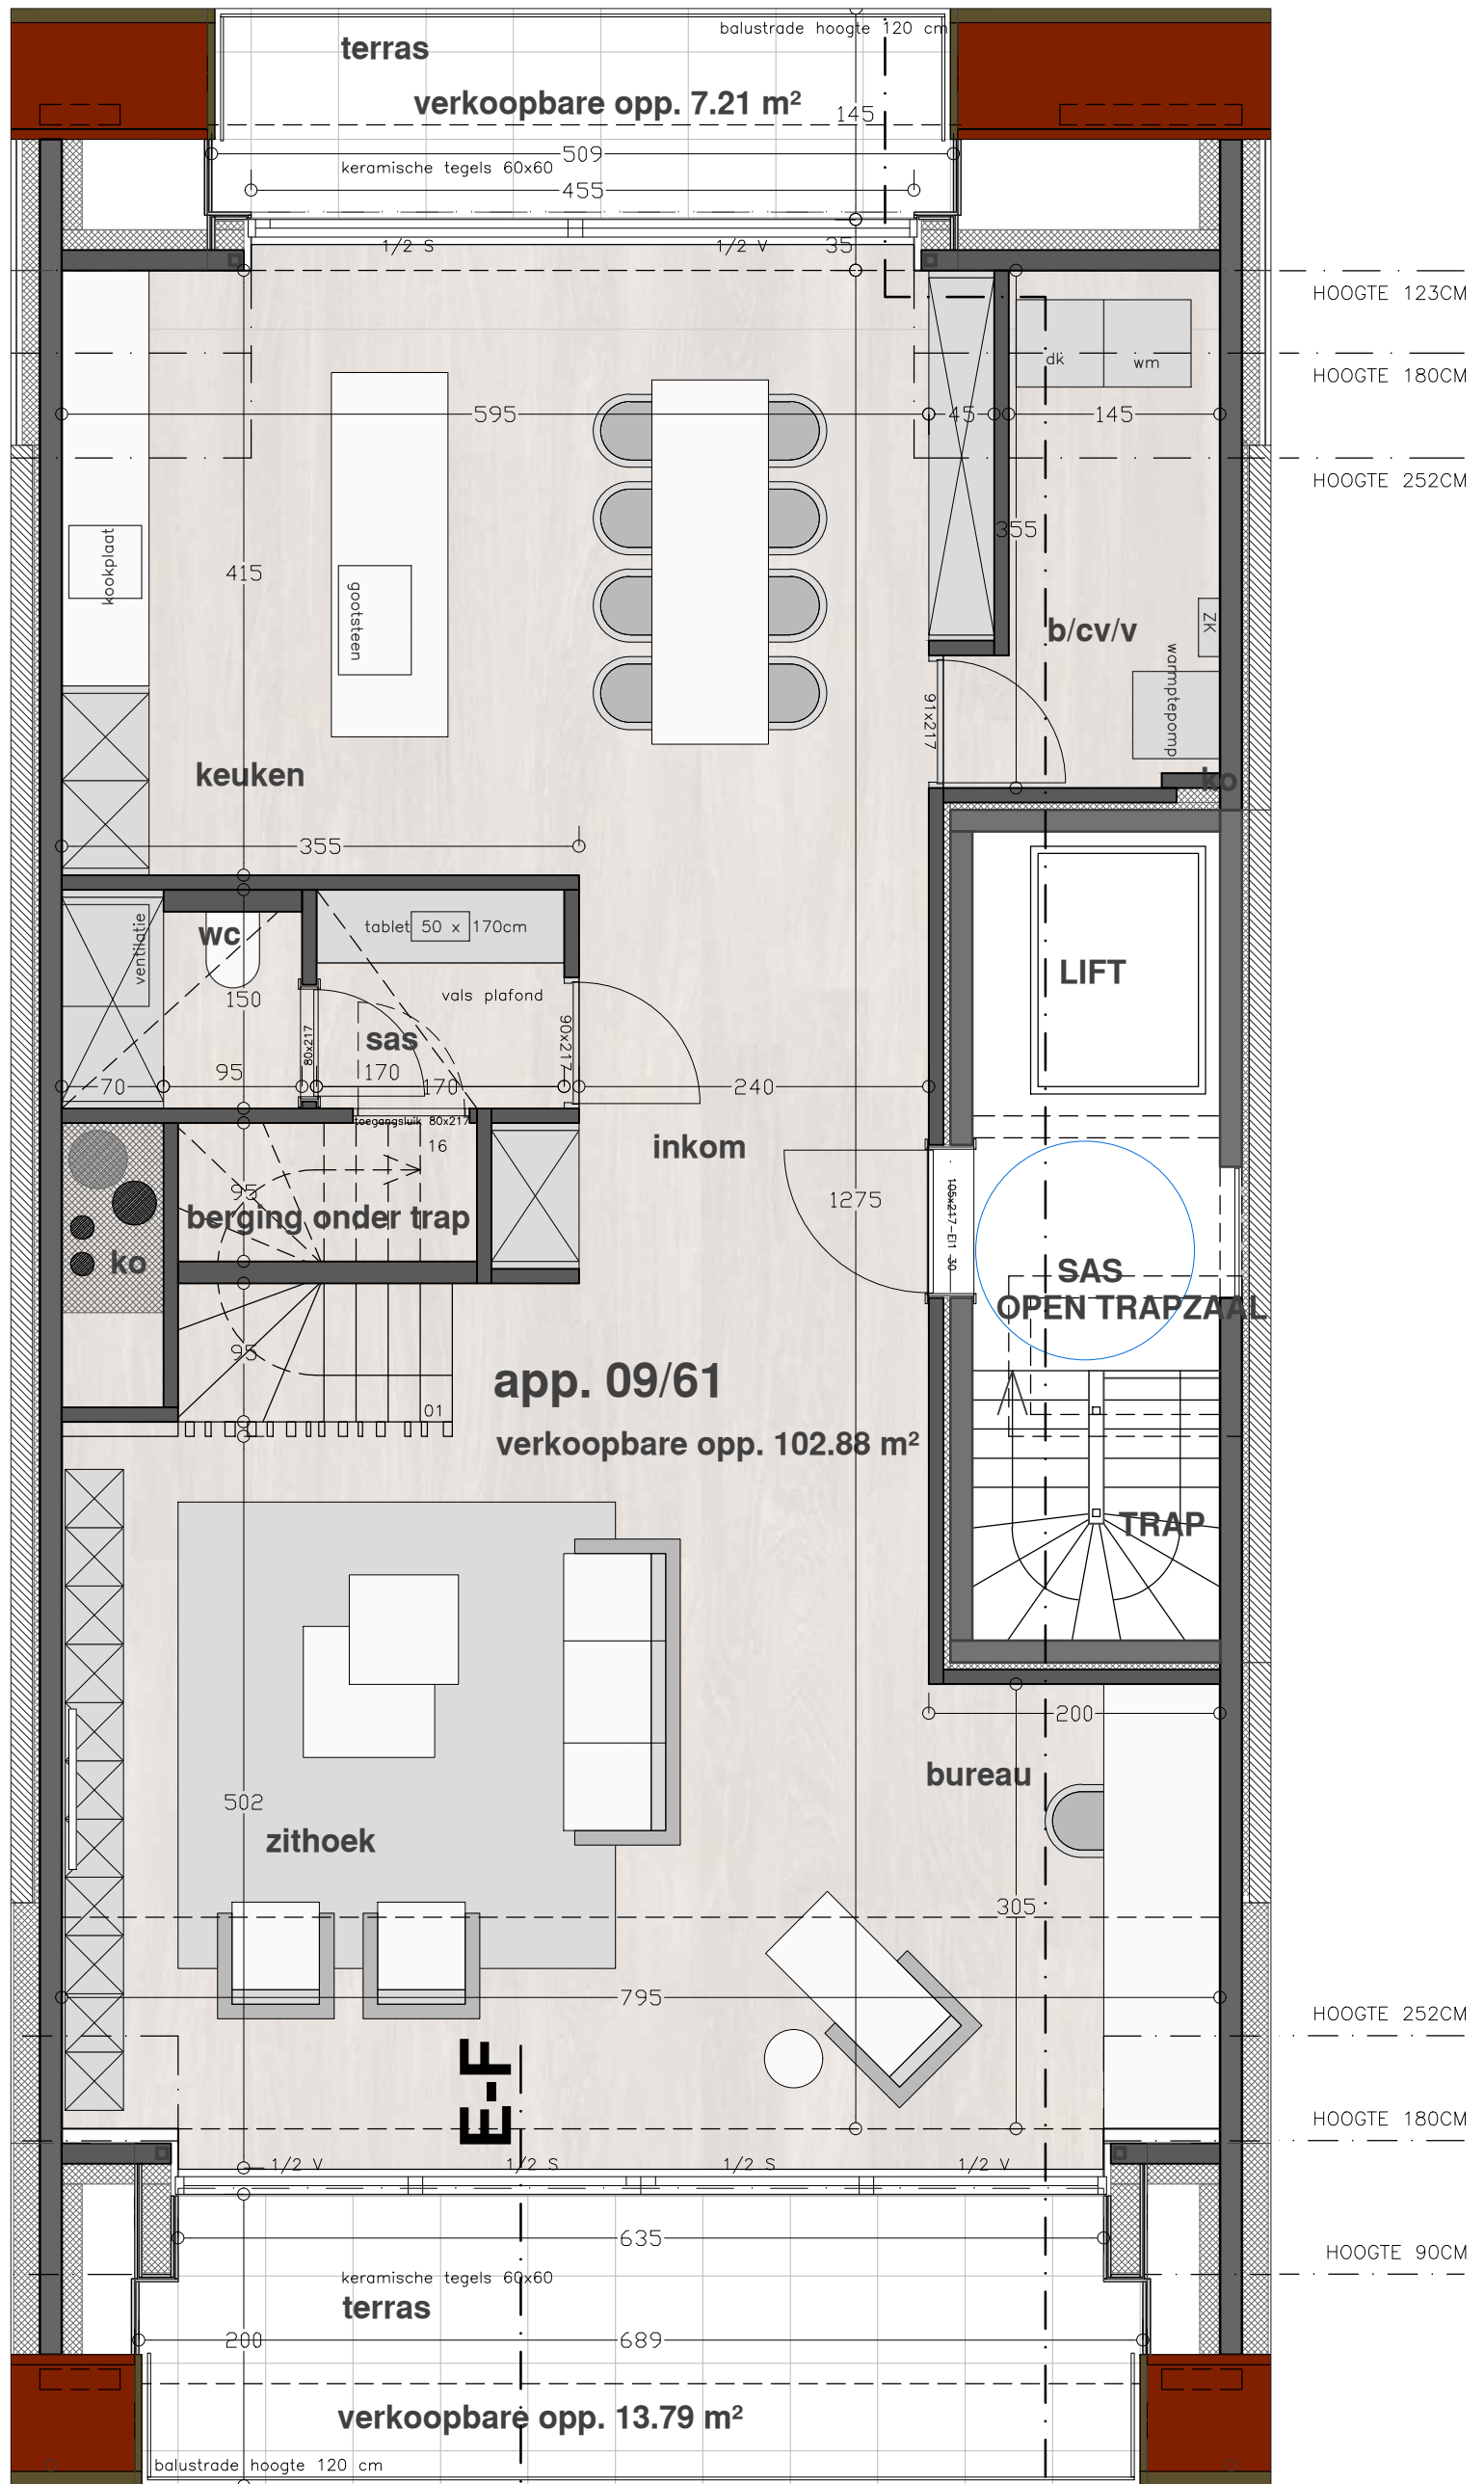 balustrade hoogte 120 cm
terras
verkoopbare opp. 7.21 m²
145
509
keramische tegels 60x60
455
1/2 S
1/2 V
35
HOOGTE 123CM
dk
wm
HOOGTE 180CM
595
45
145
HOOGTE 252CM
kookplaat
415
gootsteen
355
ZK
b/cv/v
warmptepomp
91x217
keuken
ko
355
ventilatie
wc
tablet 50 x 170cm
LIFT
150
vals plafond
sas
80x217
90x217
70
95
170
170
240
toegangsluik 80x217
16
inkom
95
1275
105x217-EI1 30
berging onder trap
ko
SAS
OPEN TRAPZAAL
95
app. 09/61
01
verkoopbare opp. 102.88 m²
TRAP
200
bureau
502
zithoek
305
795
HOOGTE 252CM
E-F
HOOGTE 180CM
1/2 V
1/2 S
1/2 S
1/2 V
635
HOOGTE 90CM
keramische tegels 60x60
terras
200
689
verkoopbare opp. 13.79 m²
balustrade hoogte 120 cm